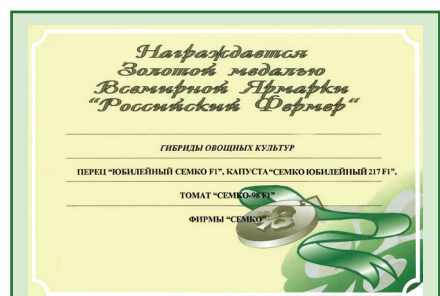 Награждается
Золотой медалью
Всемирной Ярмарки
“Российский Фермер“
ГИБРИДЫ ОВОЩНЫХ КУЛЬТУР
ПЕРЕЦ “ЮБИЛЕЙНЫЙ СЕМКО F1”, КАПУСТА “СЕМКО ЮБИЛЕЙНЫЙ 217 F1”,
ТОМАТ “СЕМКО-98 F1”
ФИРМЫ “СЕМКО”